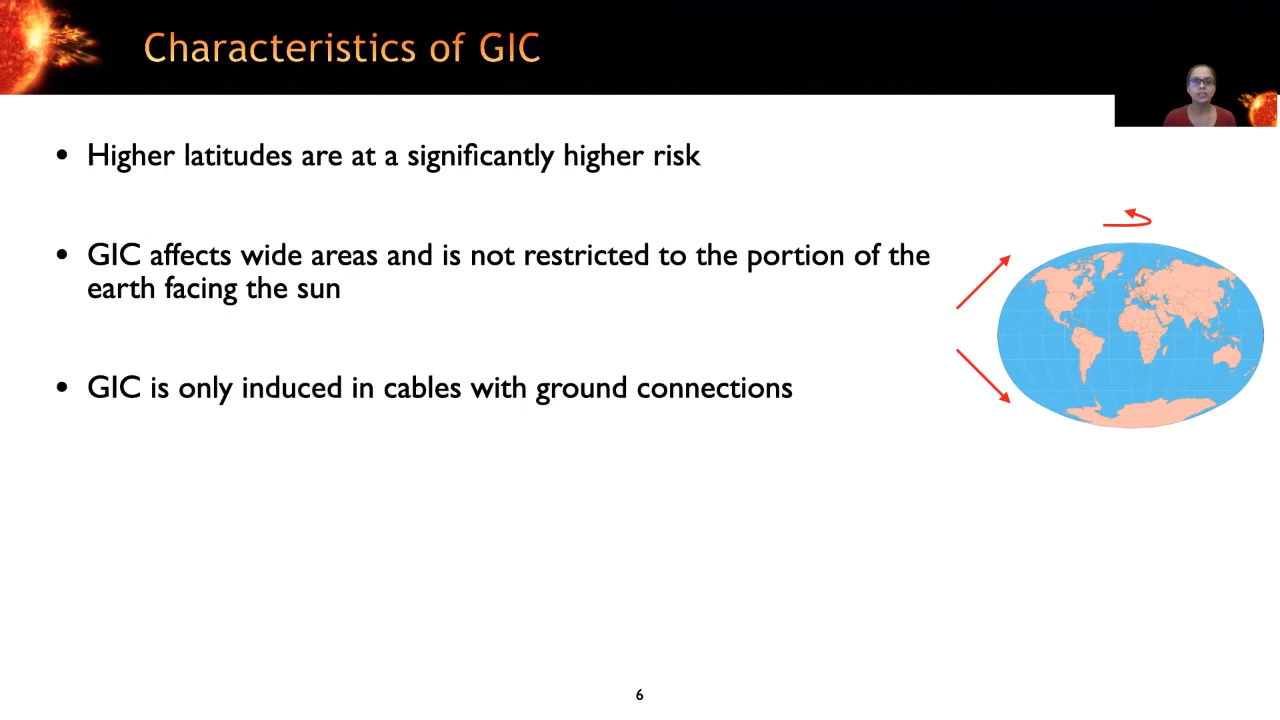 Characteristics of GIC
• Higher latitudes are at a significantly higher risk
• GIC affects wide areas and is not restricted to the portion of the
earth facing the sun
• GIC is only induced in cables with ground connections
6